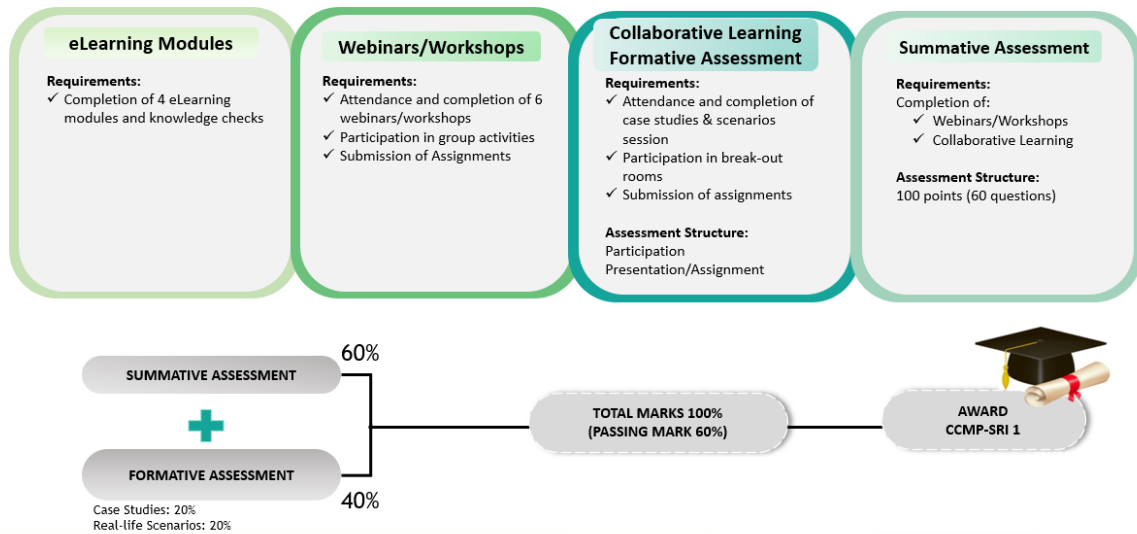 eLearning Modules
Requirements:
✓ Completion of 4 eLearning
modules and knowledge checks
Webinars/Workshops
Requirements:
✓ Attendance and completion of 6
webinars/workshops
✓ Participation in group activities
✓ Submission of Assignments
Collaborative Learning
Formative Assessment
Requirements:
✓ Attendance and completion of
case studies & scenarios
session
✓ Participation in break-out
rooms
✓ Submission of assignments
Assessment Structure:
Participation
Presentation/Assignment
Summative Assessment
Requirements:
Completion of:
✓ Webinars/Workshops
✓ Collaborative Learning
Assessment Structure:
100 points (60 questions)
SUMMATIVE ASSESSMENT
60%
FORMATIVE ASSESSMENT
40%
Case Studies: 20%
Real-life Scenarios: 20%
TOTAL MARKS 100%
(PASSING MARK 60%)
AWARD
CCMP-SRI 1